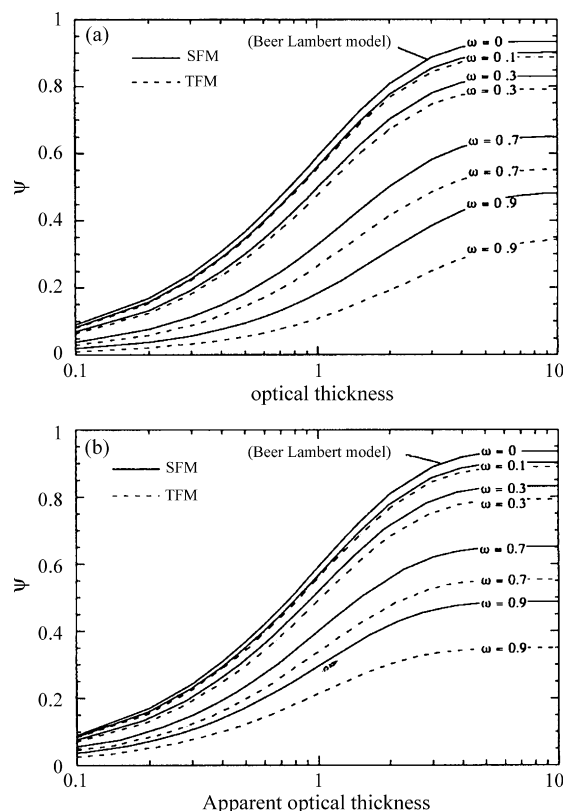 (a)
(Beer Lambert model)
SFM
TFM
ω = 0
ω = 0.1
ω = 0.3
ω = 0.3
ω = 0.7
ω = 0.7
ω = 0.9
ω = 0.9
ψ
1
0.8
0.6
0.4
0.2
0
0.1
1
10
optical thickness
(b)
(Beer Lambert model)
SFM
TFM
ω = 0
ω = 0.1
ω = 0.3
ω = 0.3
ω = 0.7
ω = 0.7
ω = 0.9
ω = 0.9
ψ
1
0.8
0.6
0.4
0.2
0
0.1
1
10
Apparent optical thickness